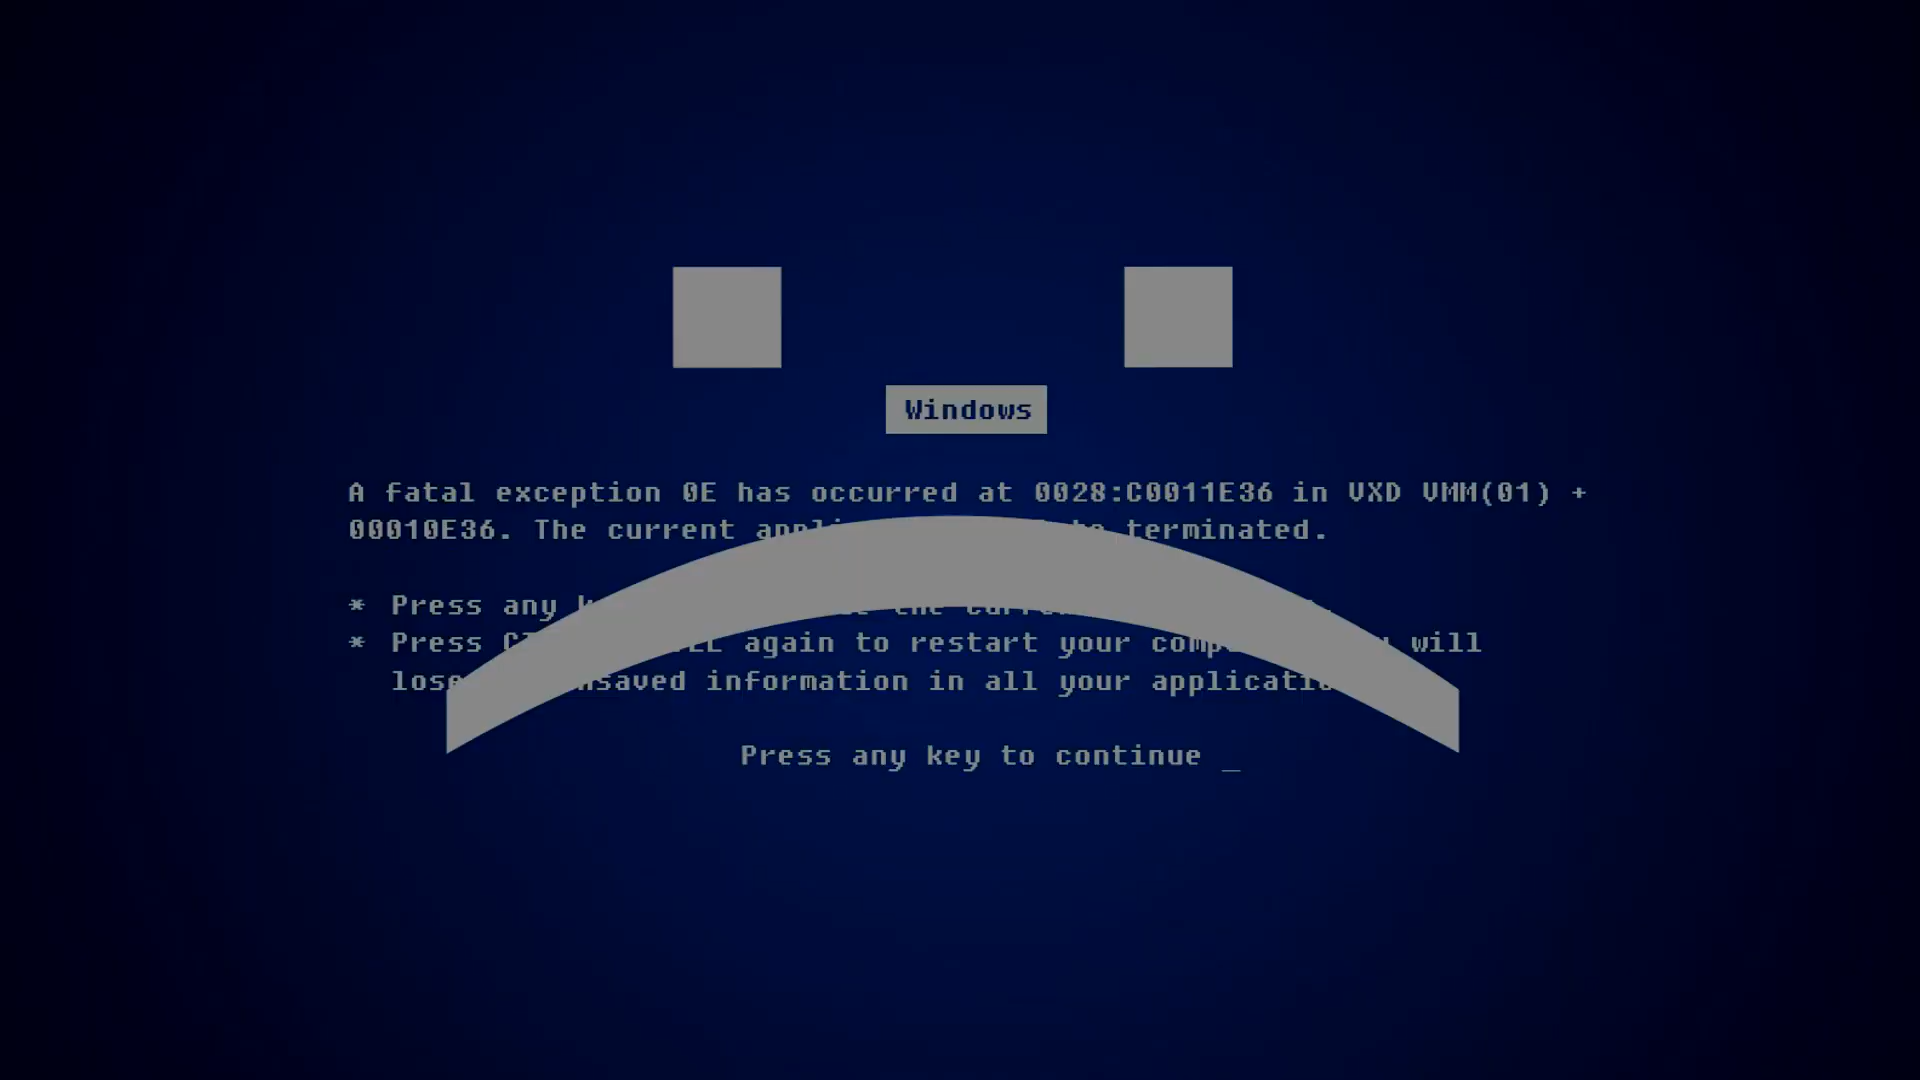 Windows
A fatal exception 0E has occurred at 0028:C0011E36 in VXD VMM(01) +
00010E36. The current terminated.
* Press any the
* Press again to restart your will
information in all your
Press any key to continue _